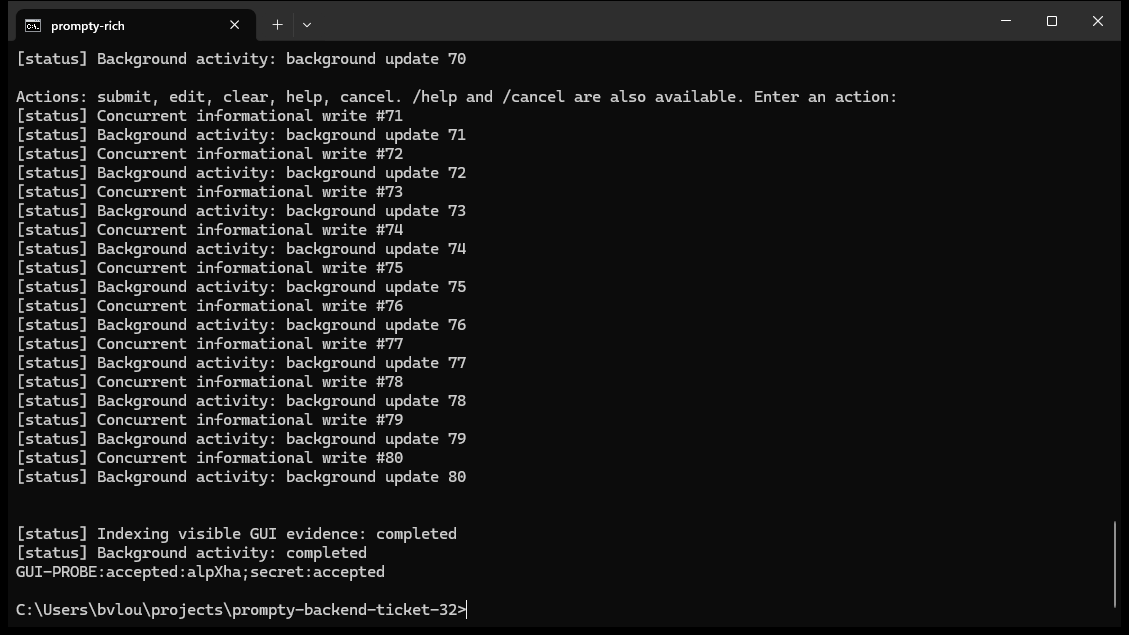 prompty-rich
[status] Background activity: background update 70
Actions: submit, edit, clear, help, cancel. /help and /cancel are also available. Enter an action:
[status] Concurrent informational write #71
[status] Background activity: background update 71
[status] Concurrent informational write #72
[status] Background activity: background update 72
[status] Concurrent informational write #73
[status] Background activity: background update 73
[status] Concurrent informational write #74
[status] Background activity: background update 74
[status] Concurrent informational write #75
[status] Background activity: background update 75
[status] Concurrent informational write #76
[status] Background activity: background update 76
[status] Concurrent informational write #77
[status] Background activity: background update 77
[status] Concurrent informational write #78
[status] Background activity: background update 78
[status] Concurrent informational write #79
[status] Background activity: background update 79
[status] Concurrent informational write #80
[status] Background activity: background update 80
[status] Indexing visible GUI evidence: completed
[status] Background activity: completed
GUI-PROBE:accepted:alpXha;secret:accepted
C:\Users\bvlou\projects\prompty-backend-ticket-32>